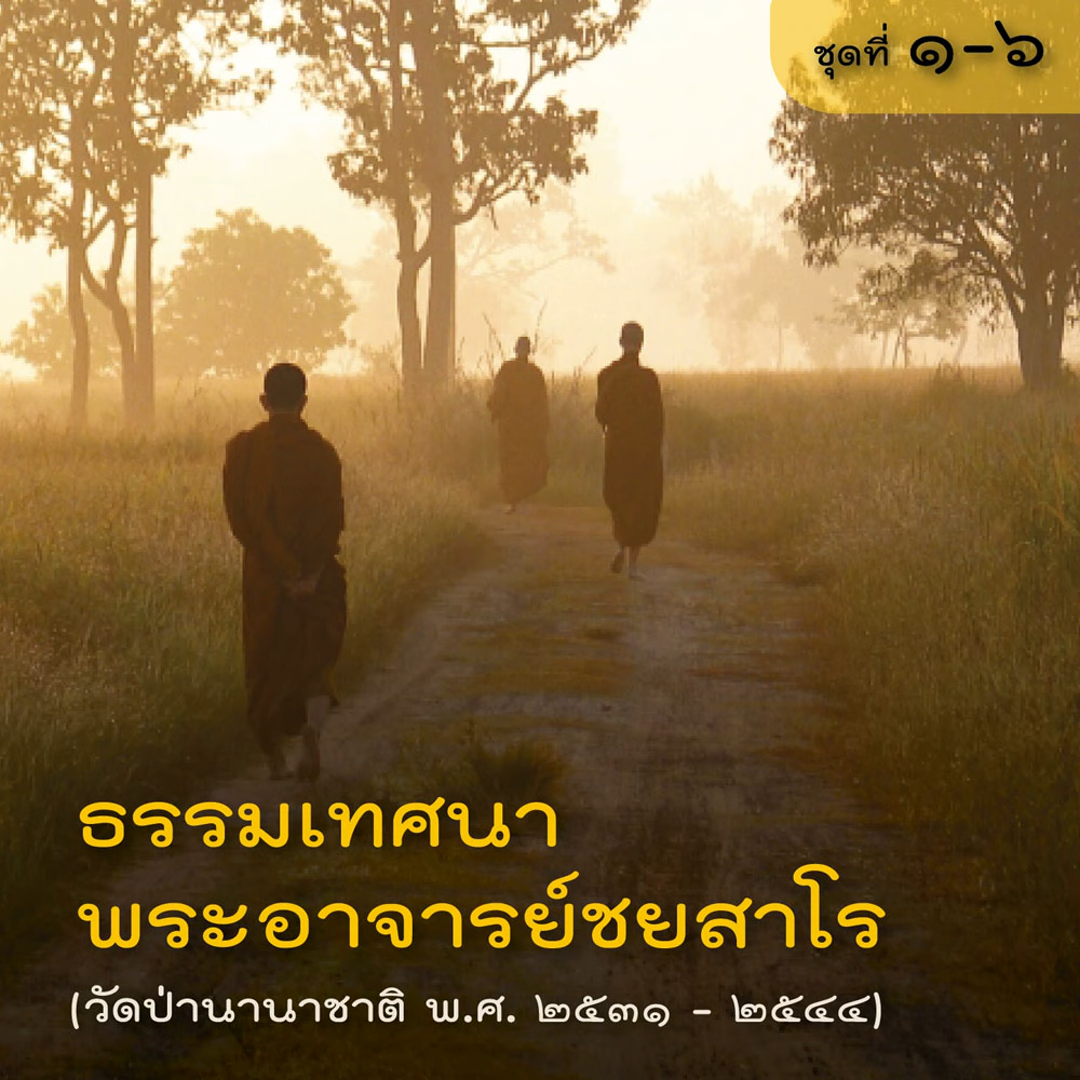 ชุดที่ ๑-๖
ธรรมเทศนา
พระอาจารย์ชยสาโร
(วัดป่านานาชาติ พ.ศ. ๒๕๓๑ - ๒๕๔๔)